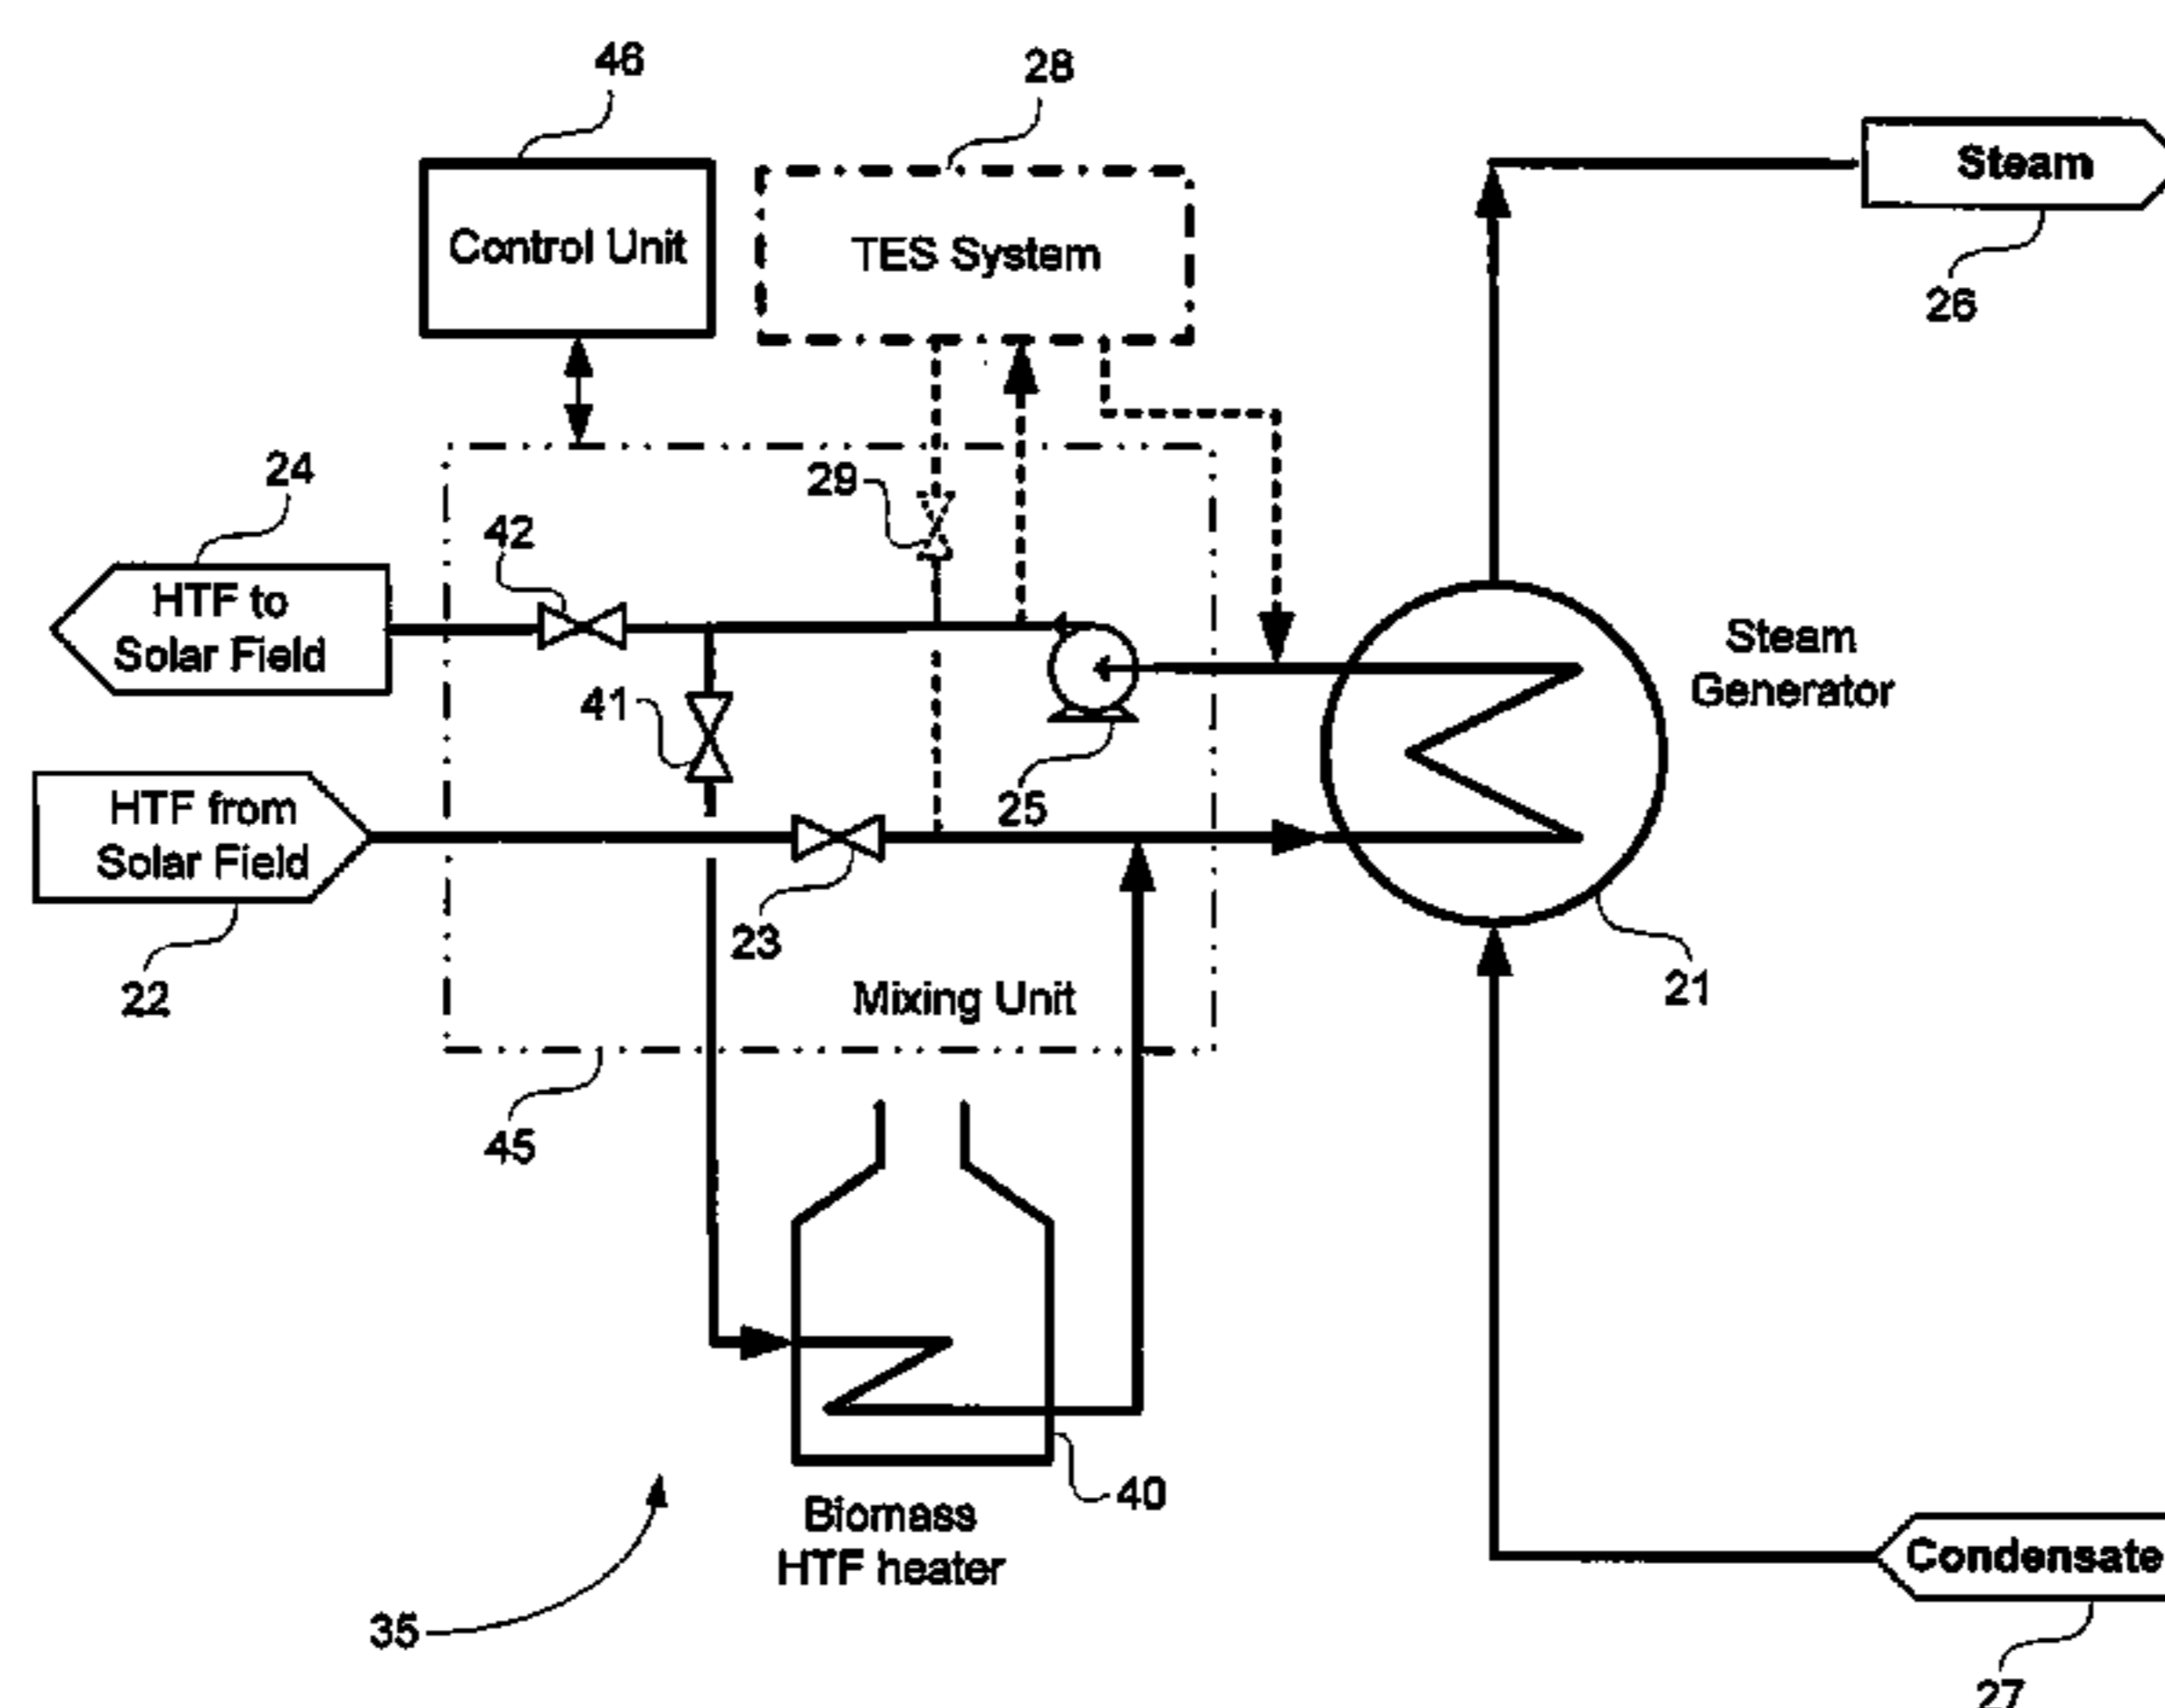 46
28
Steam
Control Unit
TES System
26
24
29
42
HTF to
Solar Field
Steam
Generator
41
HTF from
Solar Field
25
23
22
Mixing Unit
21
45
40
Biomass
HTF heater
Condensate
35
27